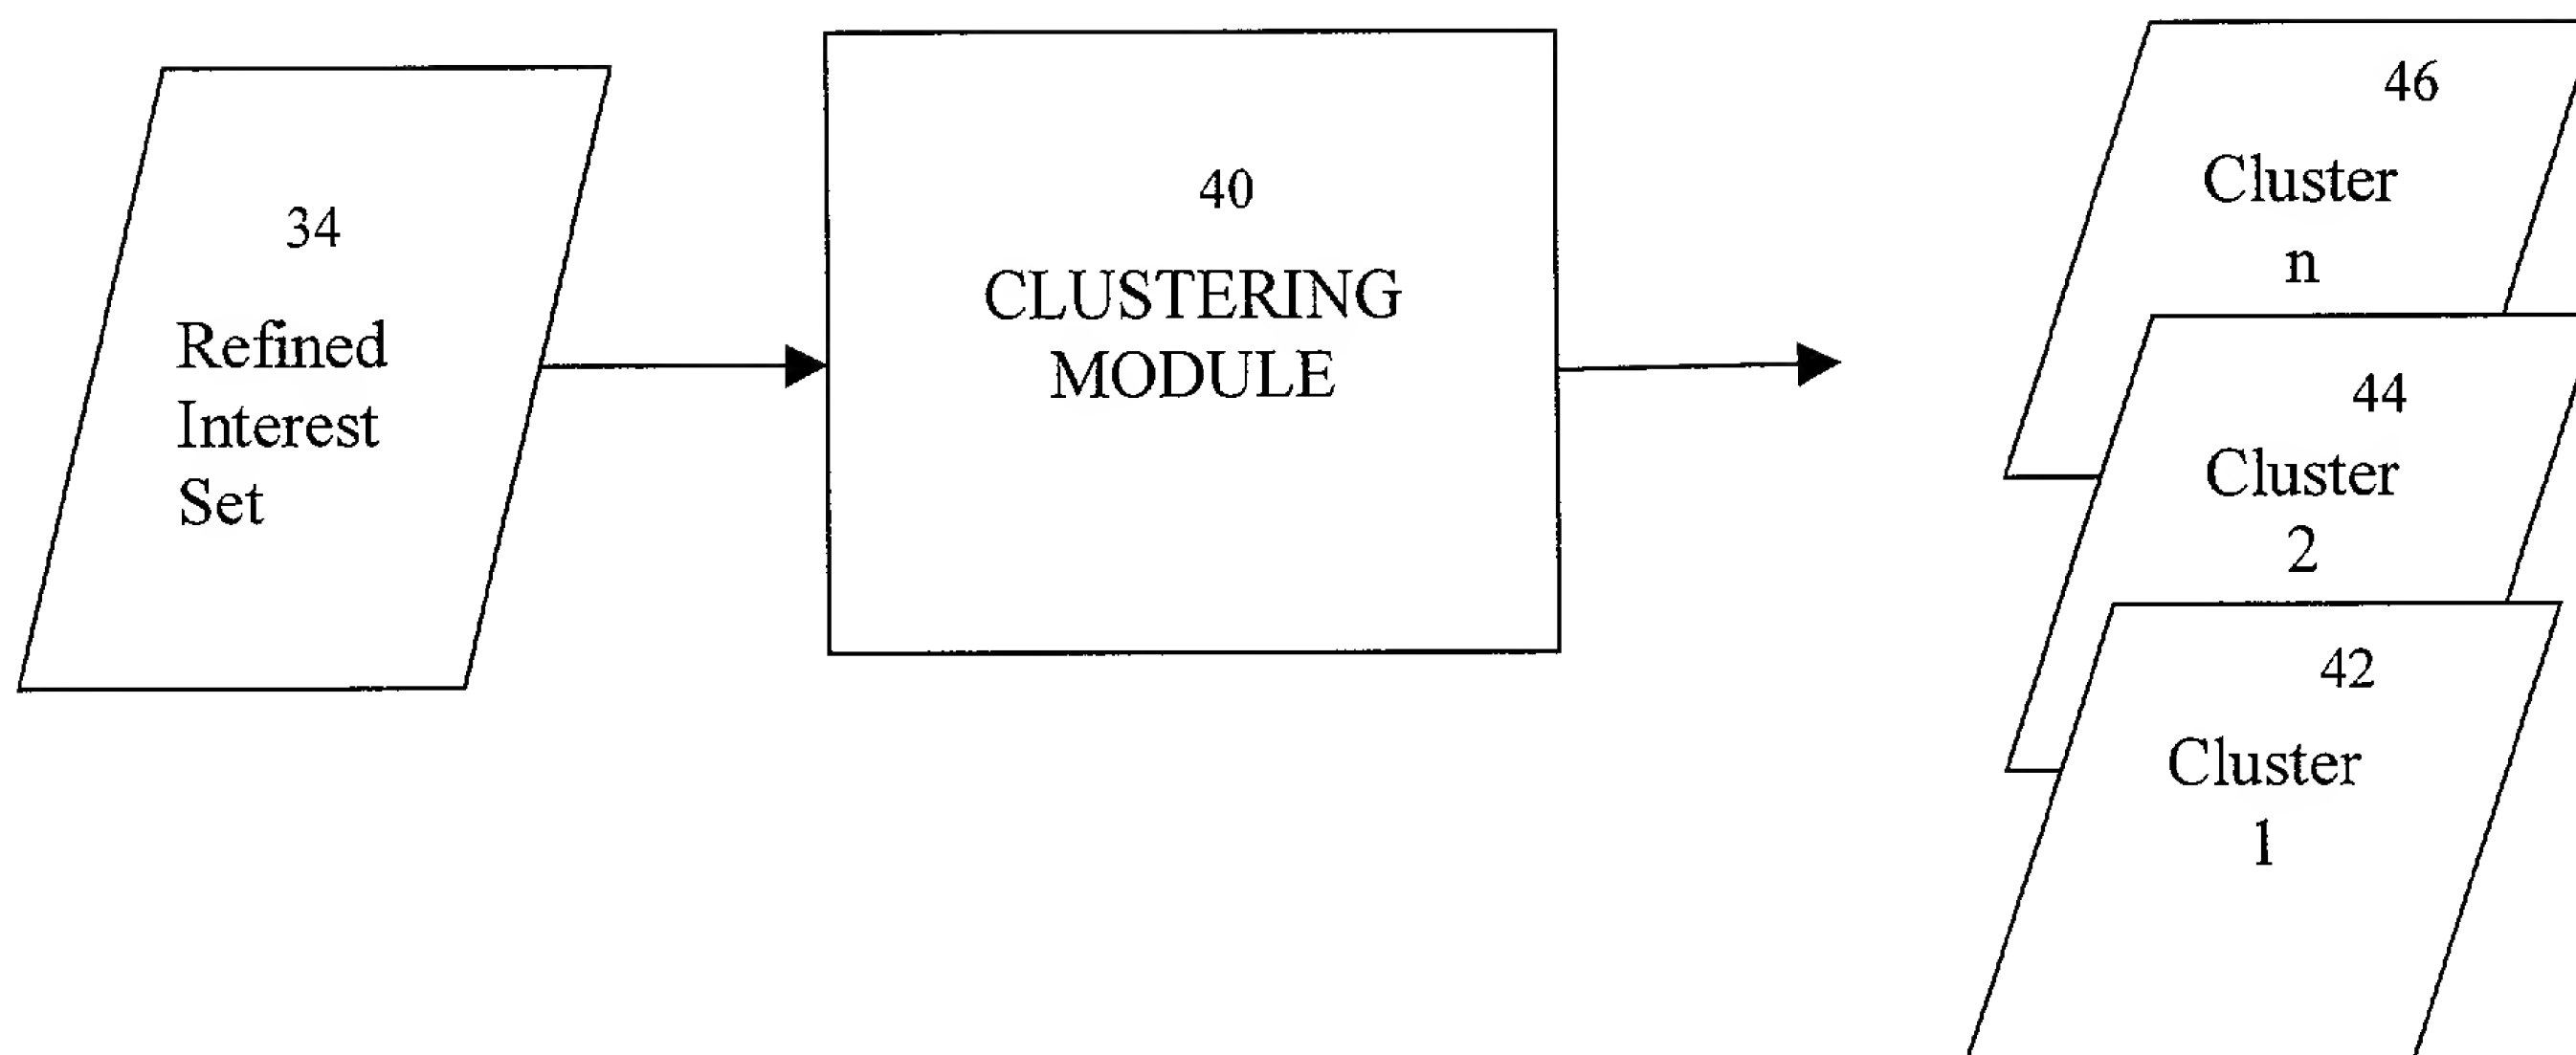 34
Refined
Interest
Set
40
CLUSTERING
MODULE
46
Cluster
n
44
Cluster
2
42
Cluster
1